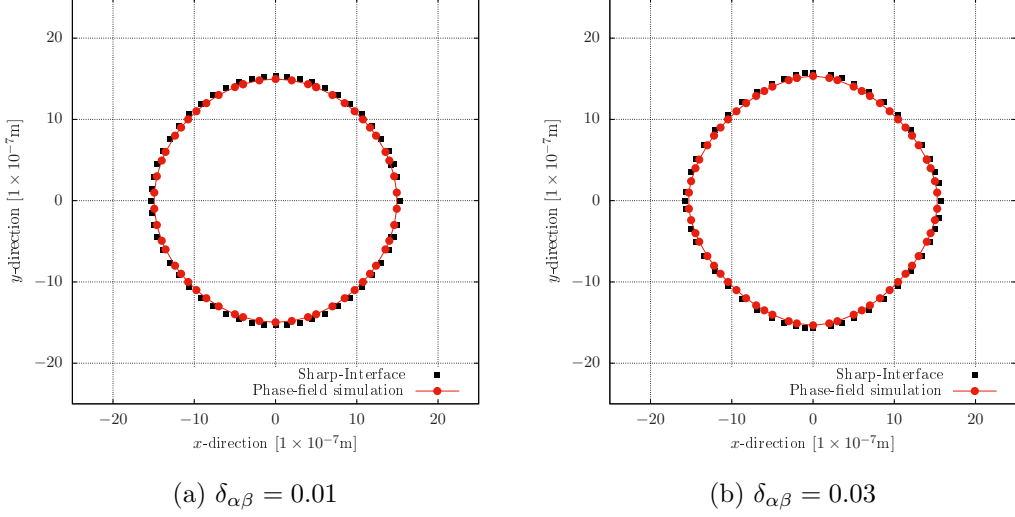 20
10
0
−10
−20
y-direction [1 × 10⁻⁷m]
−20 −10 0 10 20
x-direction [1 × 10⁻⁷m]
Sharp-Interface
Phase-field simulation
(a) δαβ = 0.01
20
10
0
−10
−20
y-direction [1 × 10⁻⁷m]
−20 −10 0 10 20
x-direction [1 × 10⁻⁷m]
Sharp-Interface
Phase-field simulation
(b) δαβ = 0.03